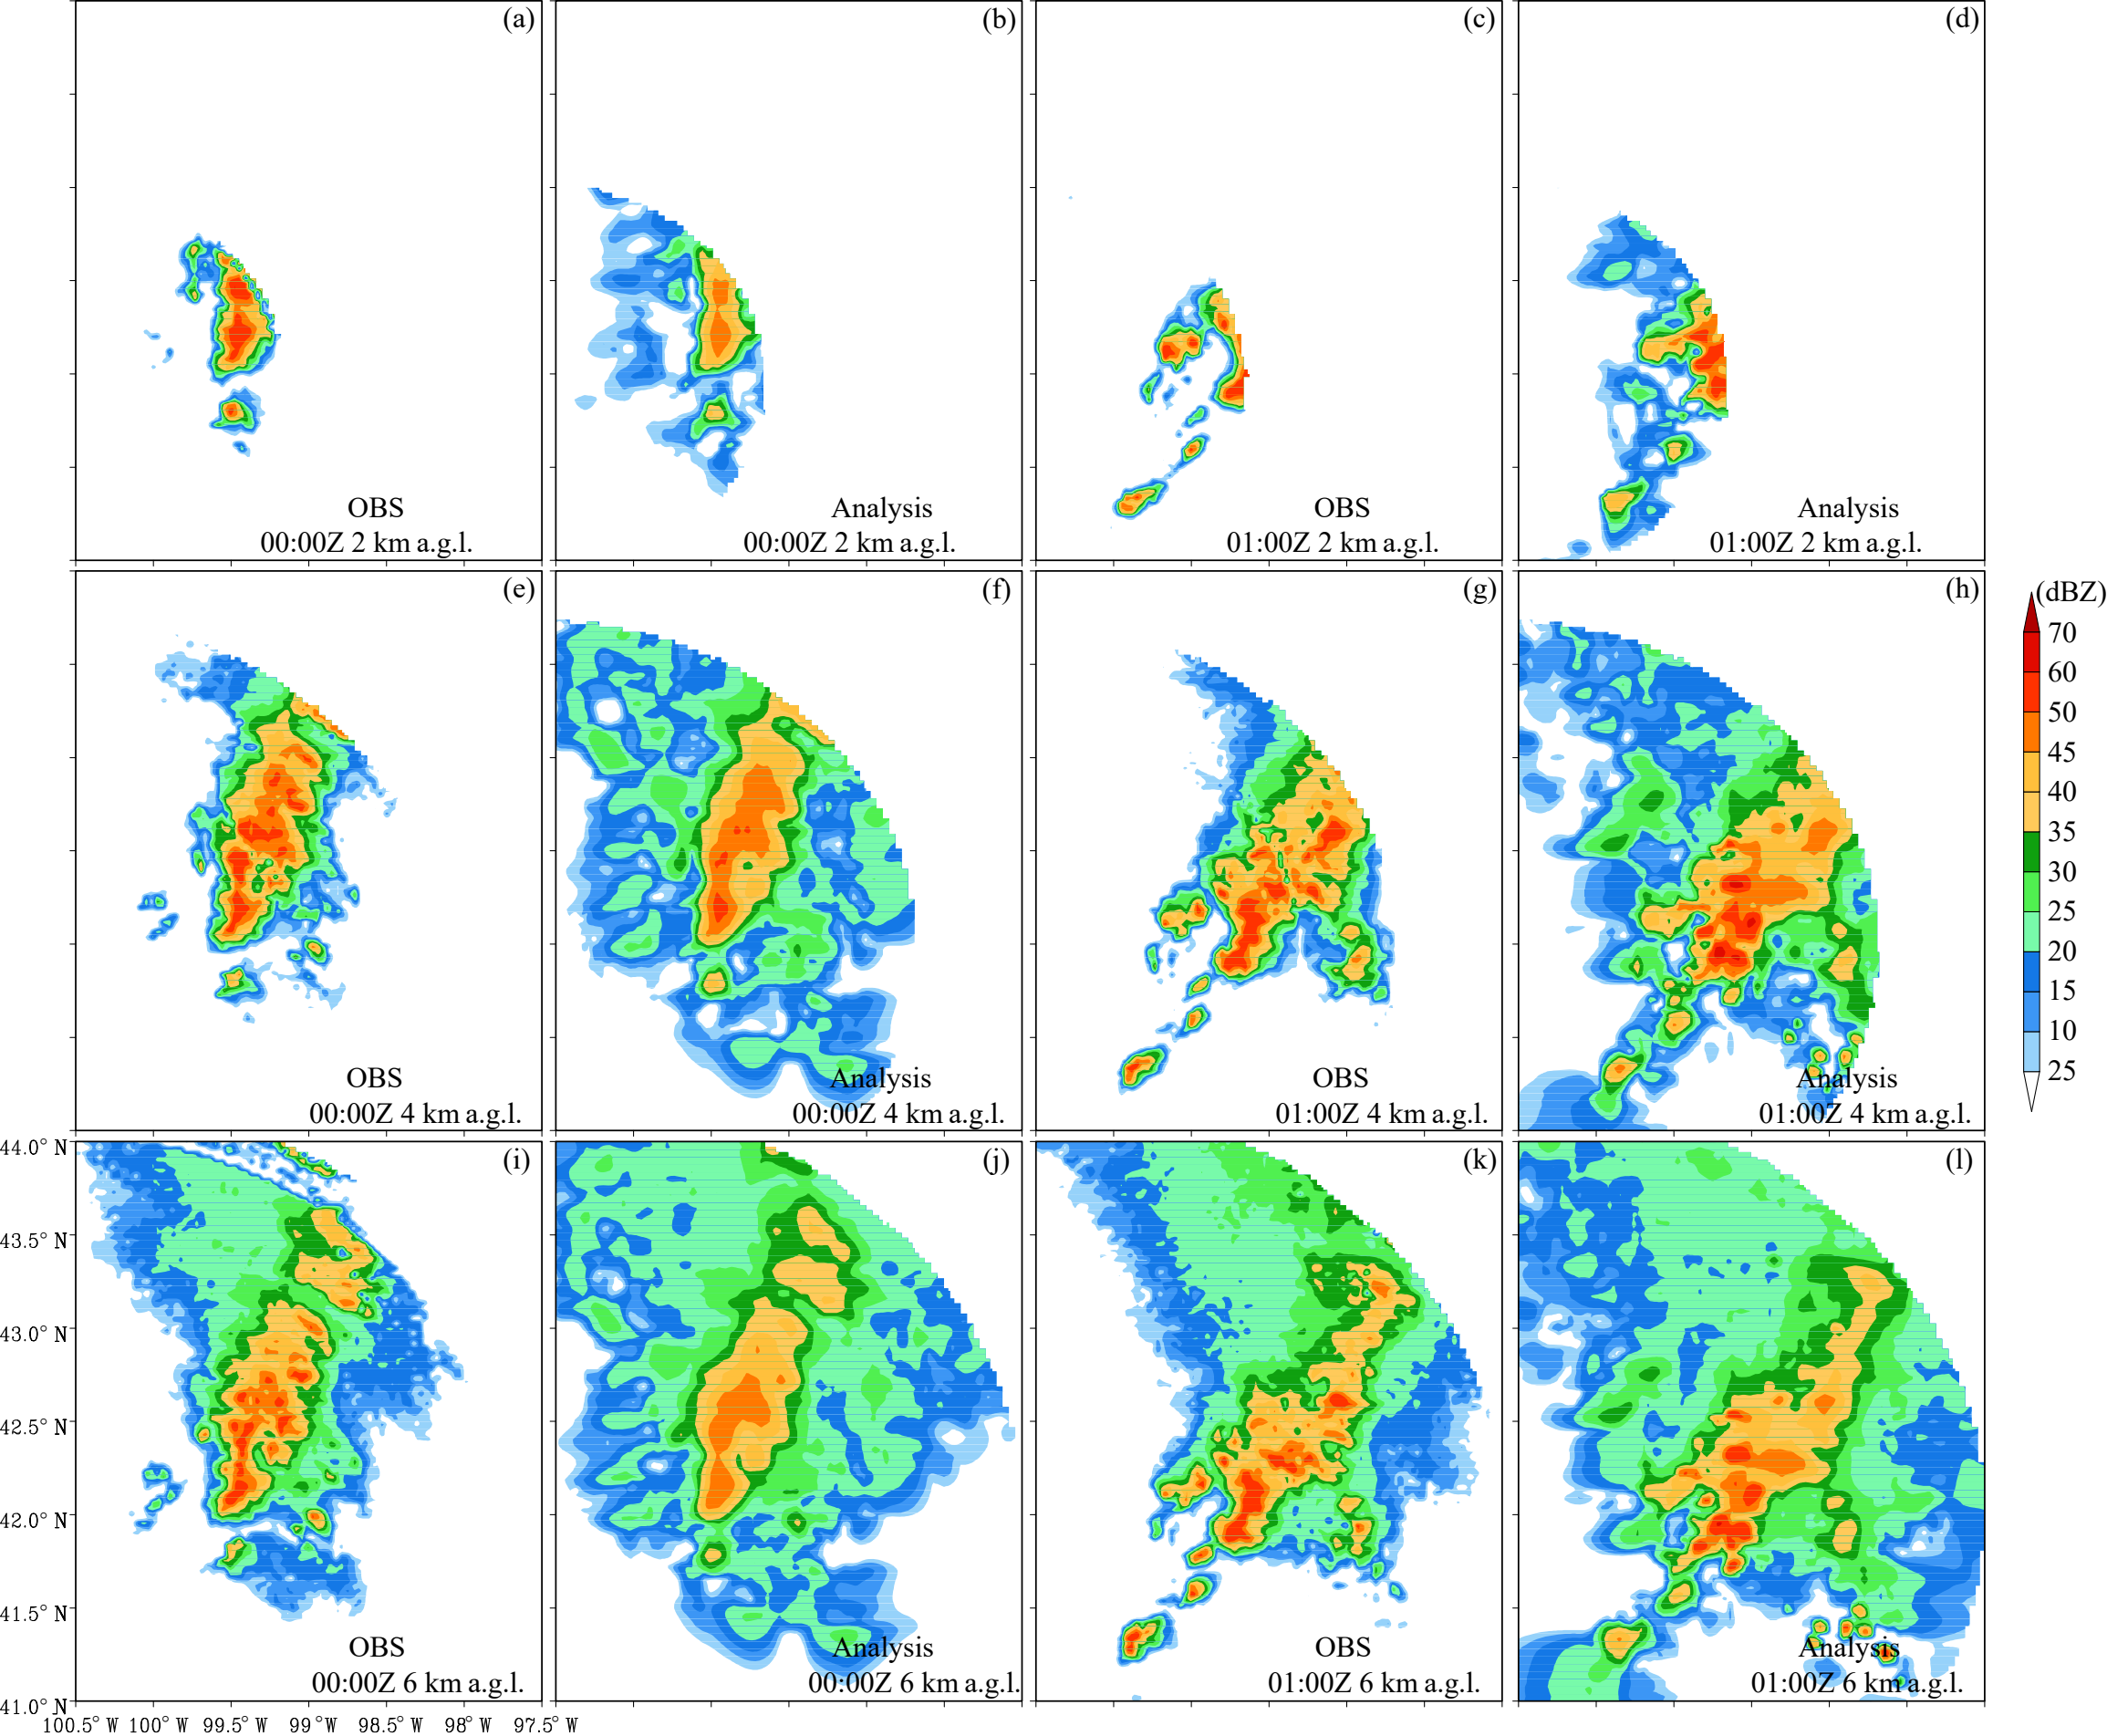 (a)
(b)
(c)
(d)
OBS
00:00Z 2 km a.g.l.
Analysis
00:00Z 2 km a.g.l.
OBS
01:00Z 2 km a.g.l.
Analysis
01:00Z 2 km a.g.l.
(e)
(f)
(g)
(h)
OBS
00:00Z 4 km a.g.l.
Analysis
00:00Z 4 km a.g.l.
OBS
01:00Z 4 km a.g.l.
Analysis
01:00Z 4 km a.g.l.
(dBZ)
70
60
50
45
40
35
30
25
20
15
10
25
(i)
(j)
(k)
(l)
44.0° N
43.5° N
43.0° N
42.5° N
42.0° N
41.5° N
41.0° N
OBS
00:00Z 6 km a.g.l.
Analysis
00:00Z 6 km a.g.l.
OBS
01:00Z 6 km a.g.l.
Analysis
01:00Z 6 km a.g.l.
100.5° W 100° W 99.5° W 99° W 98.5° W 98° W 97.5° W